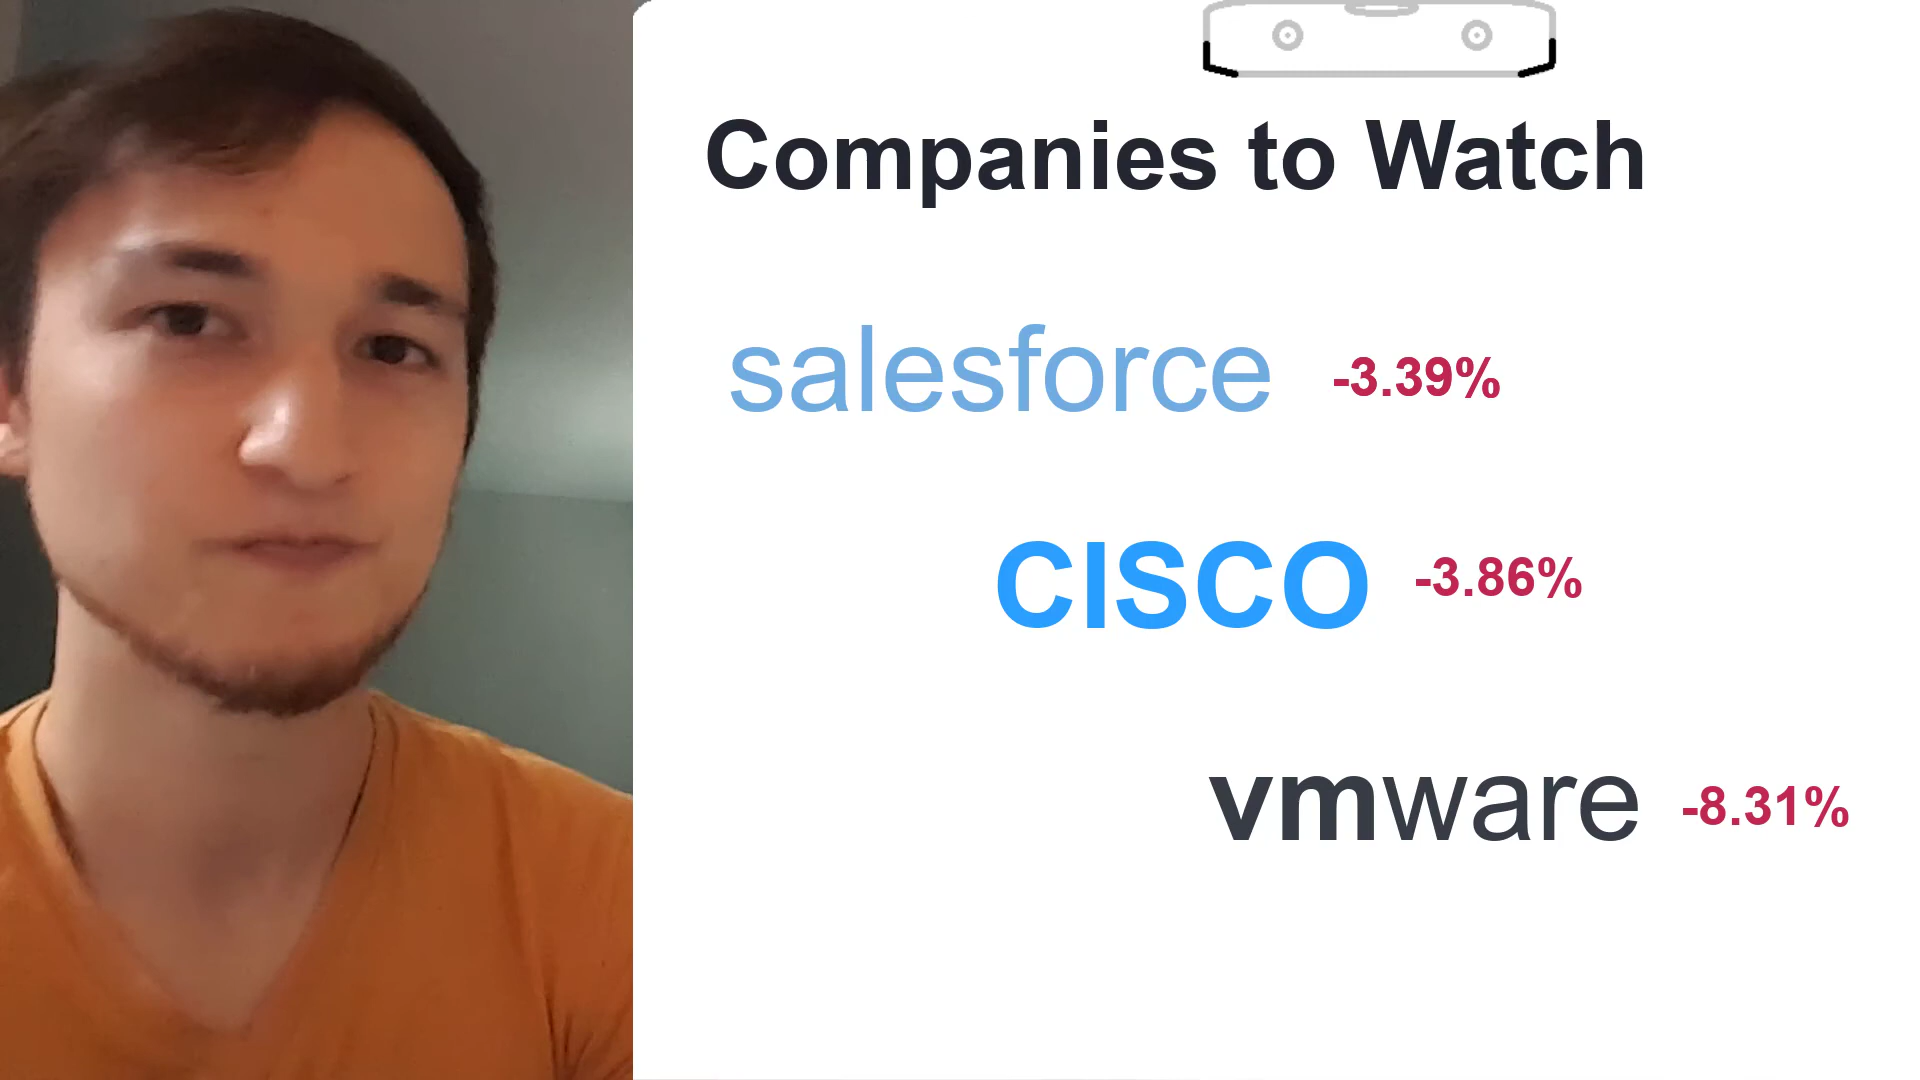 Companies to Watch
salesforce -3.39%
CISCO -3.86%
vmware -8.31%